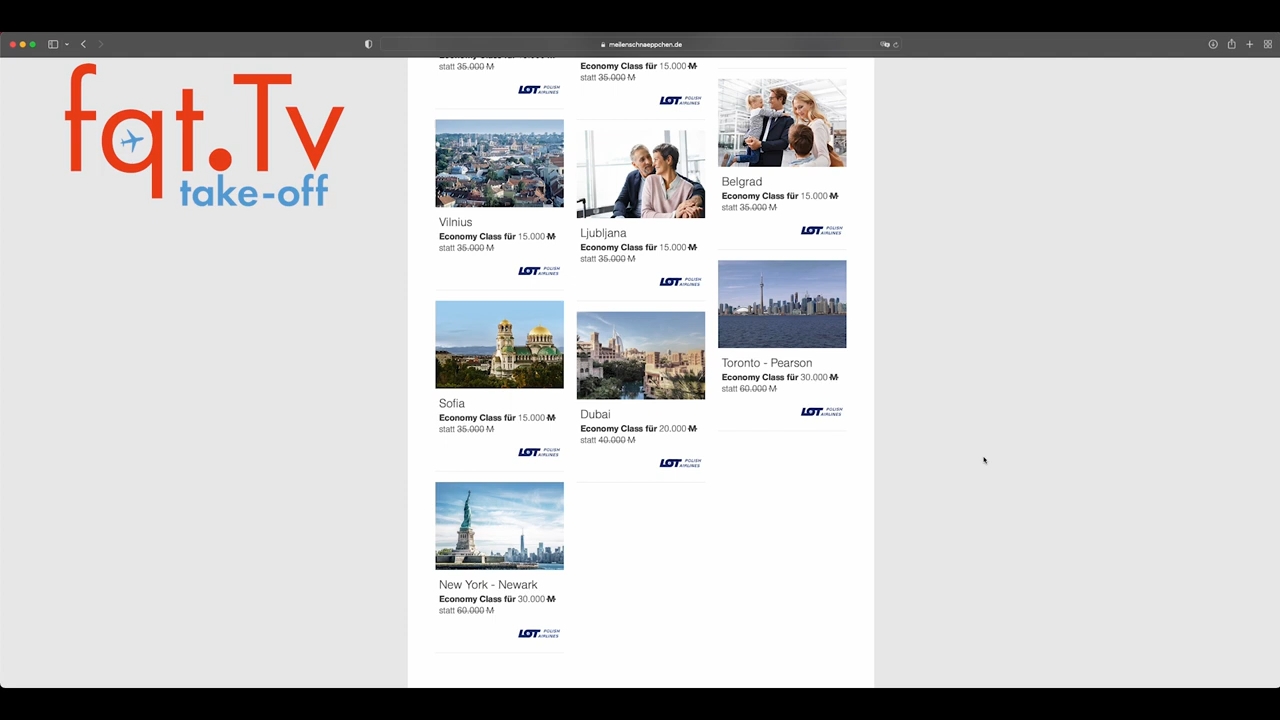 meilenschnaeppchen.de
fqt.Tv
take-off
statt 35.000 M
LOT POLISH AIRLINES
Vilnius
Economy Class für 15.000 M
statt 35.000 M
LOT POLISH AIRLINES
Sofia
Economy Class für 15.000 M
statt 35.000 M
LOT POLISH AIRLINES
New York - Newark
Economy Class für 30.000 M
statt 60.000 M
LOT POLISH AIRLINES
Economy Class für 15.000 M
statt 35.000 M
LOT POLISH AIRLINES
Ljubljana
Economy Class für 15.000 M
statt 35.000 M
LOT POLISH AIRLINES
Dubai
Economy Class für 20.000 M
statt 40.000 M
LOT POLISH AIRLINES
Belgrad
Economy Class für 15.000 M
statt 35.000 M
LOT POLISH AIRLINES
Toronto - Pearson
Economy Class für 30.000 M
statt 60.000 M
LOT POLISH AIRLINES